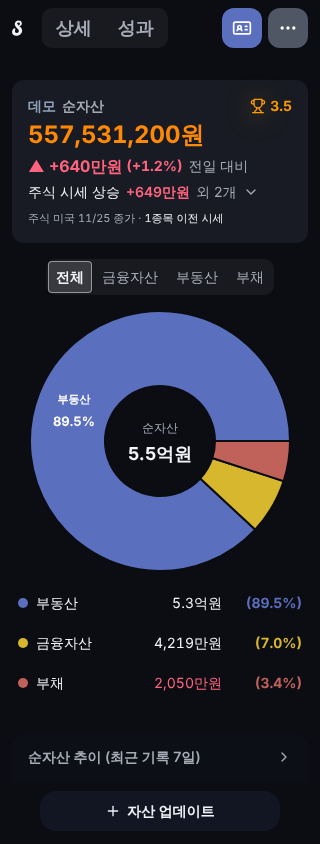 상세 성과
데모 순자산 3.5
557,531,200원
▲ +640만원 (+1.2%) 전일 대비
주식 시세 상승 +649만원 외 2개
주식 미국 11/25 종가 · 1종목 이전 시세
전체 금융자산 부동산 부채
부동산
89.5%
순자산
5.5억원
부동산 5.3억원 (89.5%)
금융자산 4,219만원 (7.0%)
부채 2,050만원 (3.4%)
순자산 추이 (최근 기록 7일)
+ 자산 업데이트